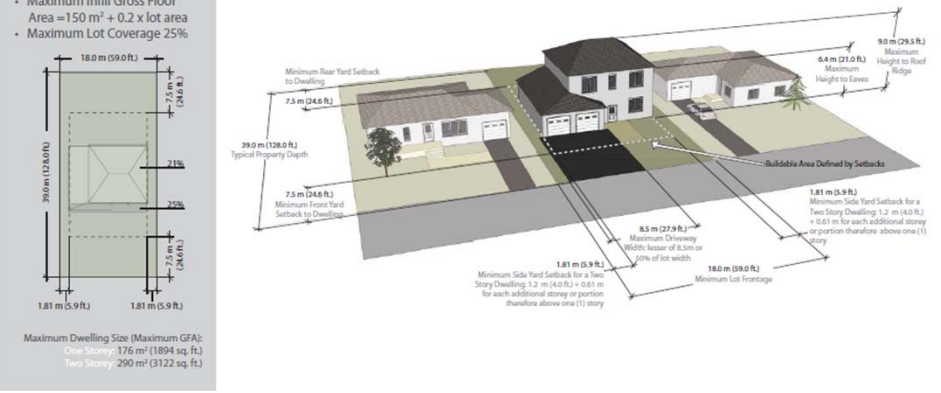 • Maximum Infill Gross Floor
Area =150 m² + 0.2 x lot area
• Maximum Lot Coverage 25%
18.0 m (59.0 ft.)
7.5 m
(24.6 ft.)
39.0 m (128.0 ft)
21%
25%
7.5 m
(24.6 ft.)
1.81 m (5.9 ft.)
1.81 m (5.9 ft.)
Maximum Dwelling Size (Maximum GFA):
One Storey: 176 m² (1894 sq. ft.)
Two Storey: 290 m² (3122 sq. ft.)
Minimum Rear Yard Setback
to Dwelling
7.5 m (24.6 ft.)
39.0 m (128.0 ft.)
Typical Property Depth
7.5 m (24.6 ft.)
Minimum Front Yard
Setback to Dwelling
9.0 m (29.5 ft.)
Maximum
Height to Roof
Ridge
6.4 m (21.0 ft.)
Maximum
Height to Eaves
Buildable Area Defined by Setbacks
1.81 m (5.9 ft.)
Minimum Side Yard Setback for a
Two Story Dwelling: 1.2 m (4.0 ft.)
+ 0.61 m for each additional storey
or portion therefore above one (1)
story
8.5 m (27.9 ft.)
Maximum Driveway
Width: lesser of 8.5m or
50% of lot width
18.0 m (59.0 ft.)
Minimum Lot Frontage
1.81 m (5.9 ft.)
Minimum Side Yard Setback for a Two
Story Dwelling: 1.2 m (4.0 ft.) + 0.61 m
for each additional storey or portion
therefore above one (1) story